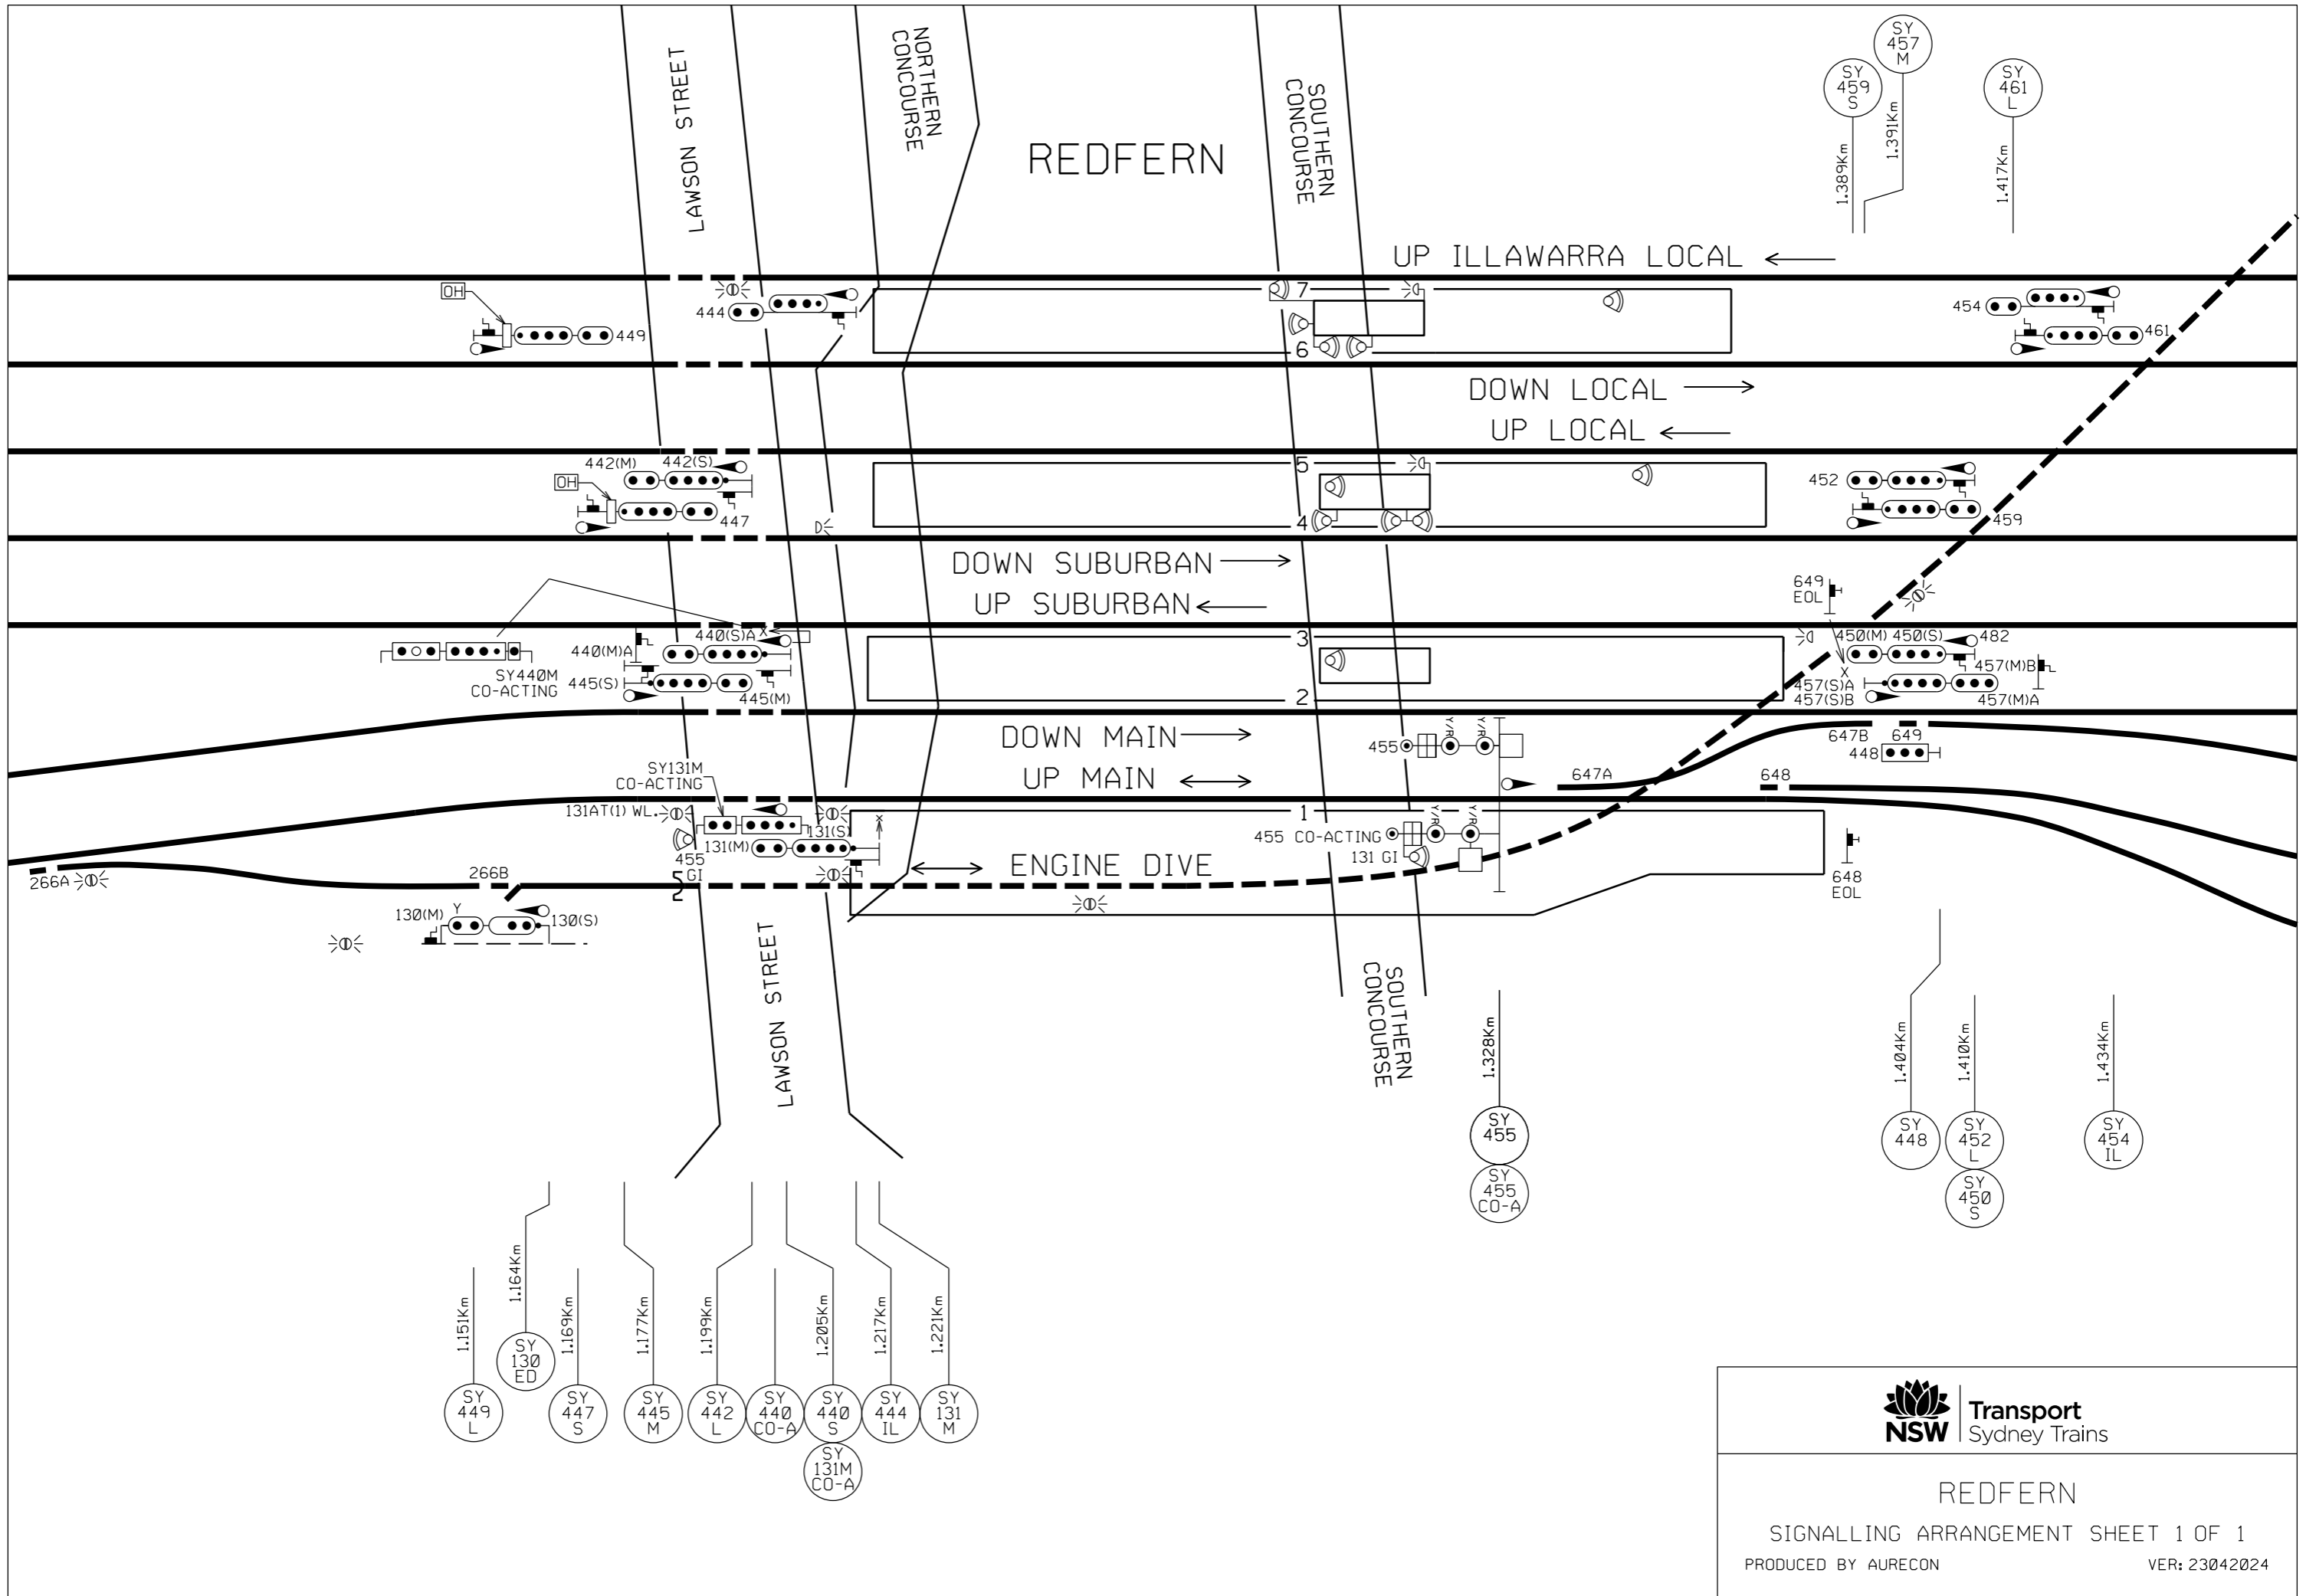 LAWSON STREET
NORTHERN
CONCOURSE
REDFERN
SOUTHERN
CONCOURSE
SY
459
S
1.389Km
SY
457
M
1.391Km
SY
461
L
1.417Km
UP ILLAWARRA LOCAL
OH
449
444
7
6
454
461
DOWN LOCAL
UP LOCAL
442(M)
442(S)
OH
447
5
4
452
459
DOWN SUBURBAN
UP SUBURBAN
649
EOL
SY440M
CO-ACTING
440(S)A
X
440(M)A
445(S)
445(M)
3
2
450(M)
450(S)
482
X
457(M)B
457(S)A
457(S)B
457(M)A
DOWN MAIN
UP MAIN
455
Y/R
Y/R
647B
649
448
SY131M
CO-ACTING
647A
648
131AT(1) WL.
131(S)
131(M)
X
1
455 CO-ACTING
Y/R
Y/R
131 GI
455
GI
ENGINE DIVE
648
EOL
266A
266B
130(M)
Y
130(S)
LAWSON STREET
SOUTHERN
CONCOURSE
1.328Km
SY
455
SY
455
CO-A
1.404Km
SY
448
1.410Km
SY
452
L
SY
450
S
1.434Km
SY
454
IL
1.151Km
SY
449
L
1.164Km
SY
130
ED
1.169Km
SY
447
S
1.177Km
SY
445
M
1.199Km
SY
442
L
SY
440
CO-A
1.205Km
SY
440
S
SY
131M
CO-A
1.217Km
SY
444
IL
1.221Km
SY
131
M
NSW
Transport
Sydney Trains
REDFERN
SIGNALLING ARRANGEMENT SHEET 1 OF 1
PRODUCED BY AURECON
VER: 23042024